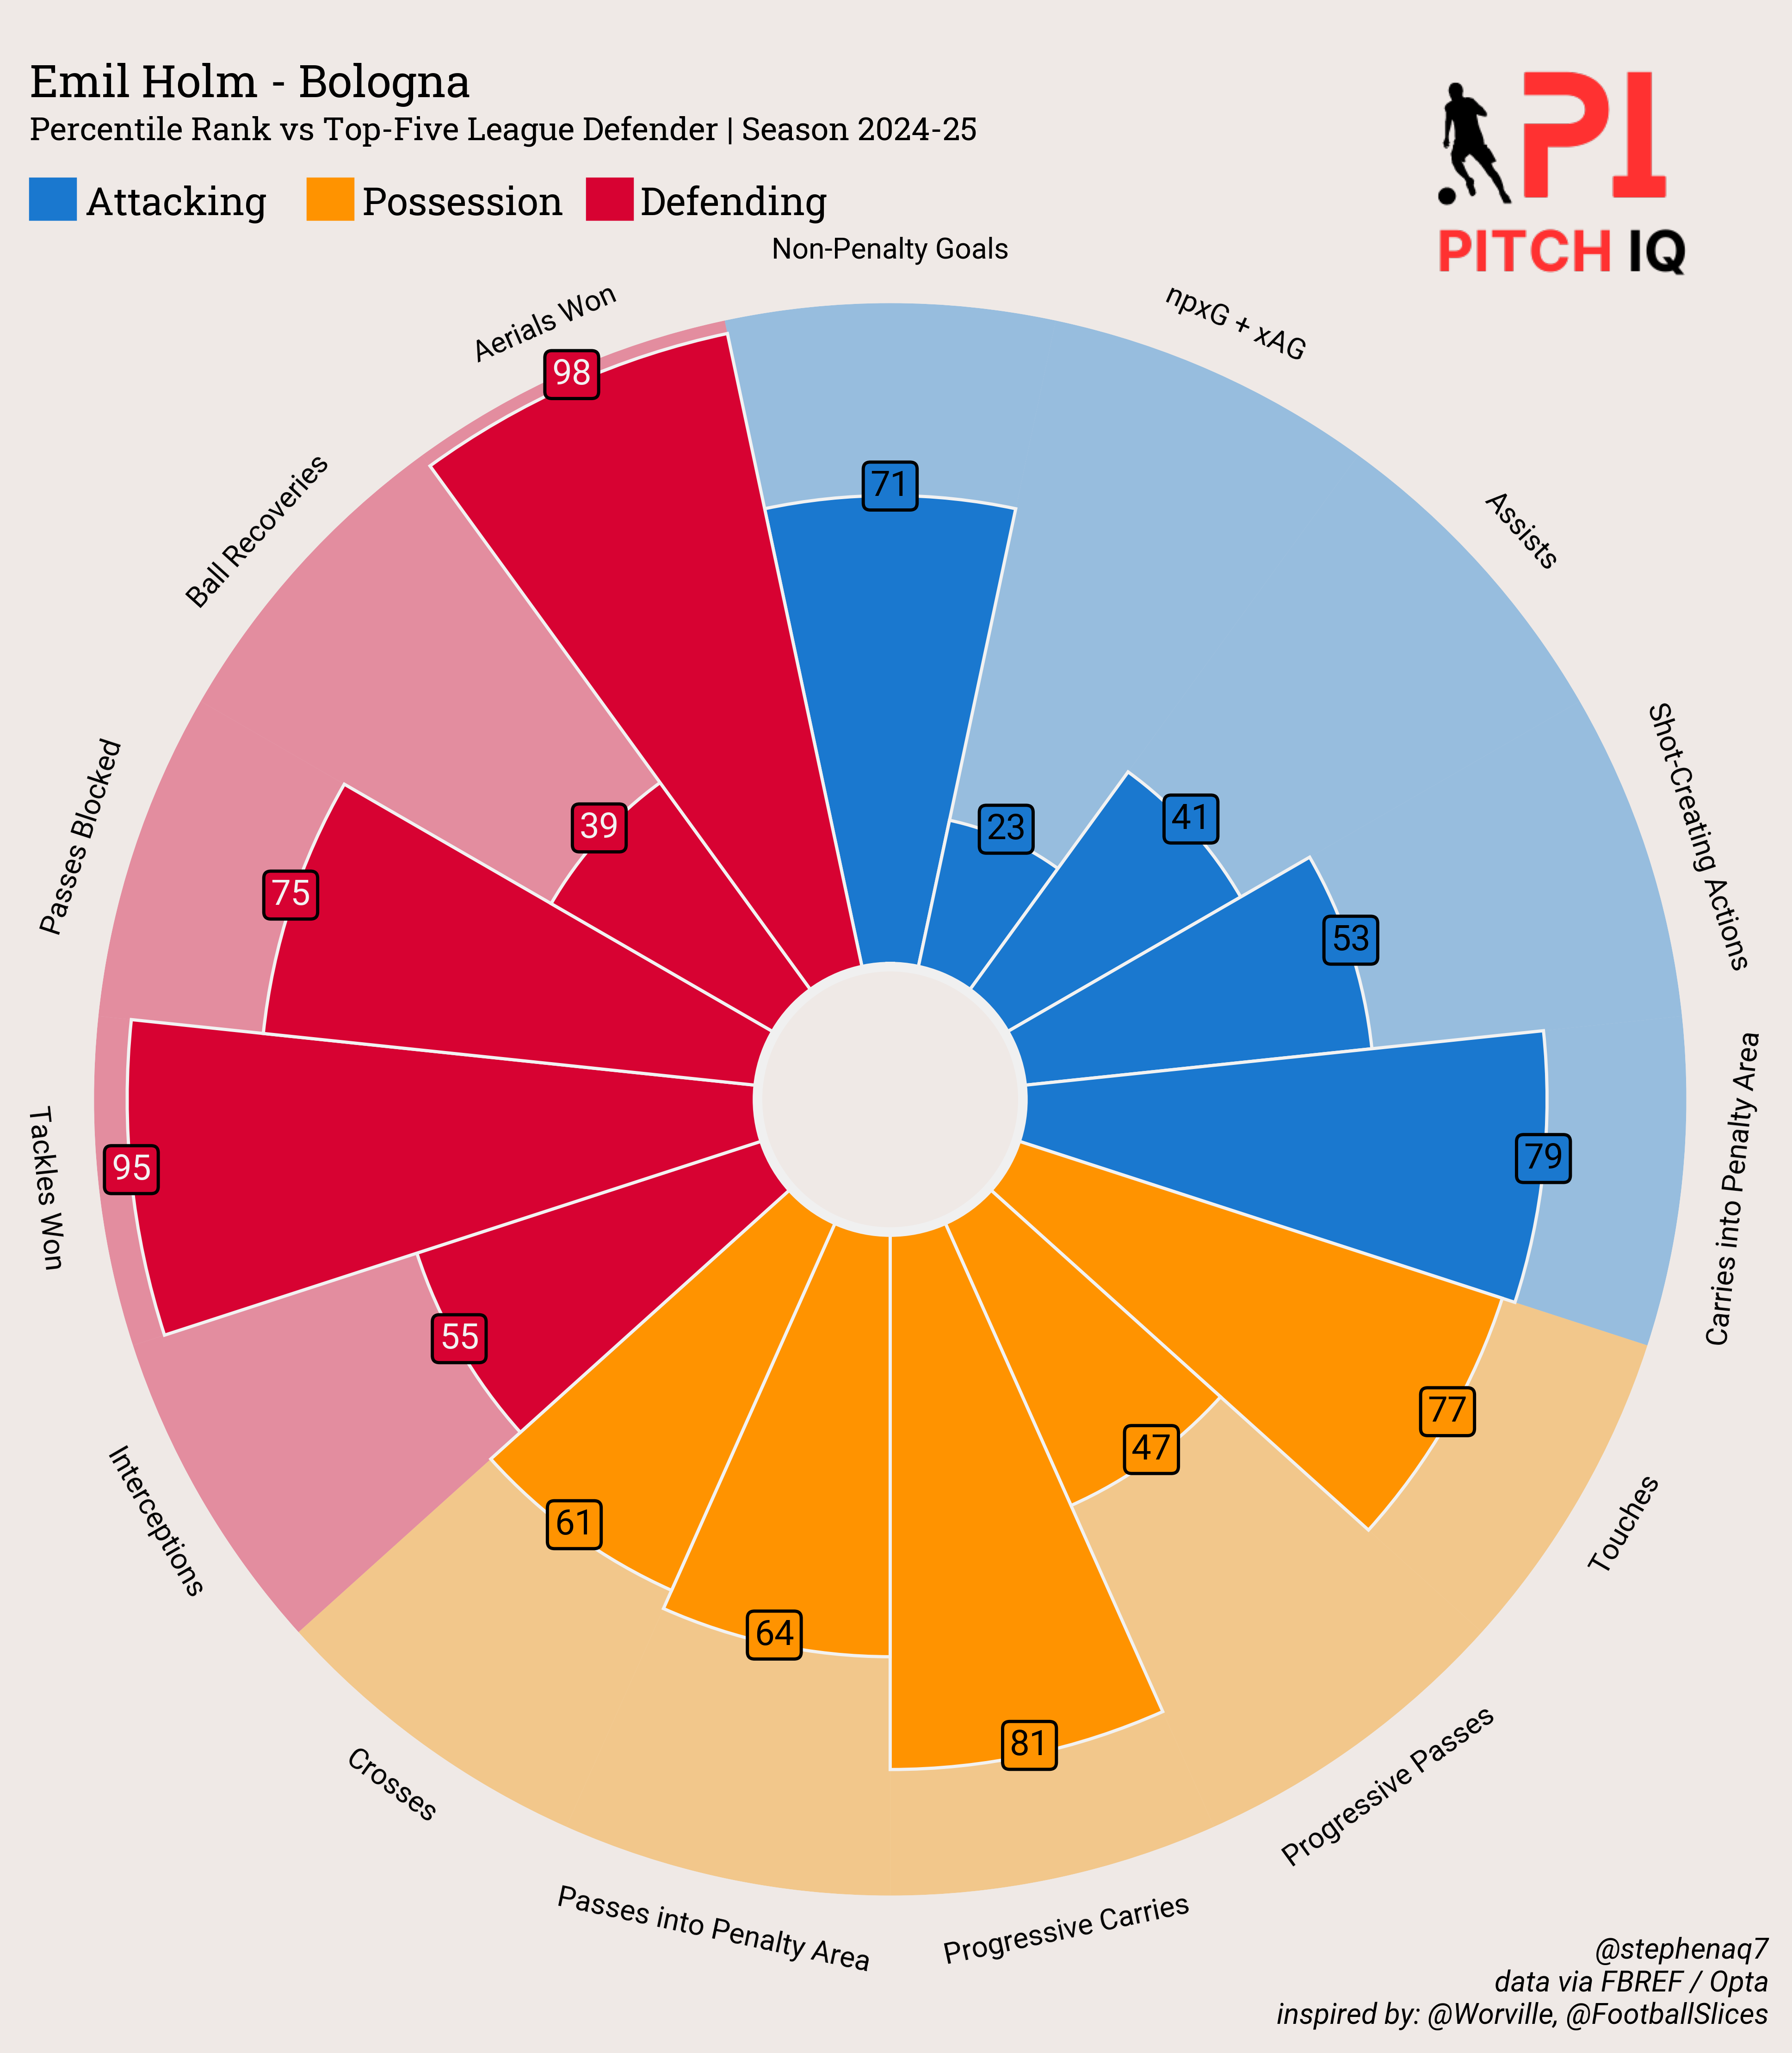 Emil Holm - Bologna
Percentile Rank vs Top-Five League Defender | Season 2024-25
Attacking
Possession
Defending
PI
PITCH IQ
Non-Penalty Goals
71
npxG + xAG
23
Assists
41
Shot-Creating Actions
53
Carries into Penalty Area
79
Touches
77
Progressive Passes
47
Progressive Carries
81
Passes into Penalty Area
64
Crosses
61
Interceptions
55
Tackles Won
95
Passes Blocked
75
Ball Recoveries
39
Aerials Won
98
@stephenaq7
data via FBREF / Opta
inspired by: @Worville, @FootballSlices